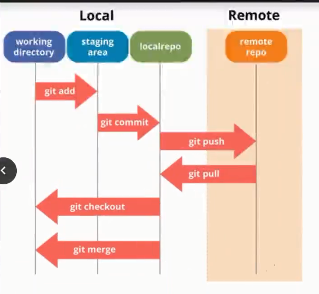 Local
Remote
working
directory
staging
area
localrepo
remote
repo
git add
git commit
git push
git pull
git checkout
git merge